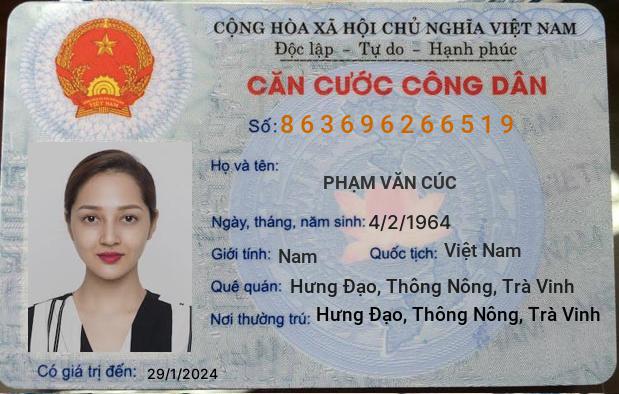 CỘNG HÒA XÃ HỘI CHỦ NGHĨA VIỆT NAM
Độc lập - Tự do - Hạnh phúc
CĂN CƯỚC CÔNG DÂN
Số: 863696266519
Họ và tên:
PHẠM VĂN CÚC
Ngày, tháng, năm sinh: 4/2/1964
Giới tính: Nam Quốc tịch: Việt Nam
Quê quán: Hưng Đạo, Thông Nông, Trà Vinh
Nơi thường trú: Hưng Đạo, Thông Nông, Trà Vinh
Có giá trị đến: 29/1/2024